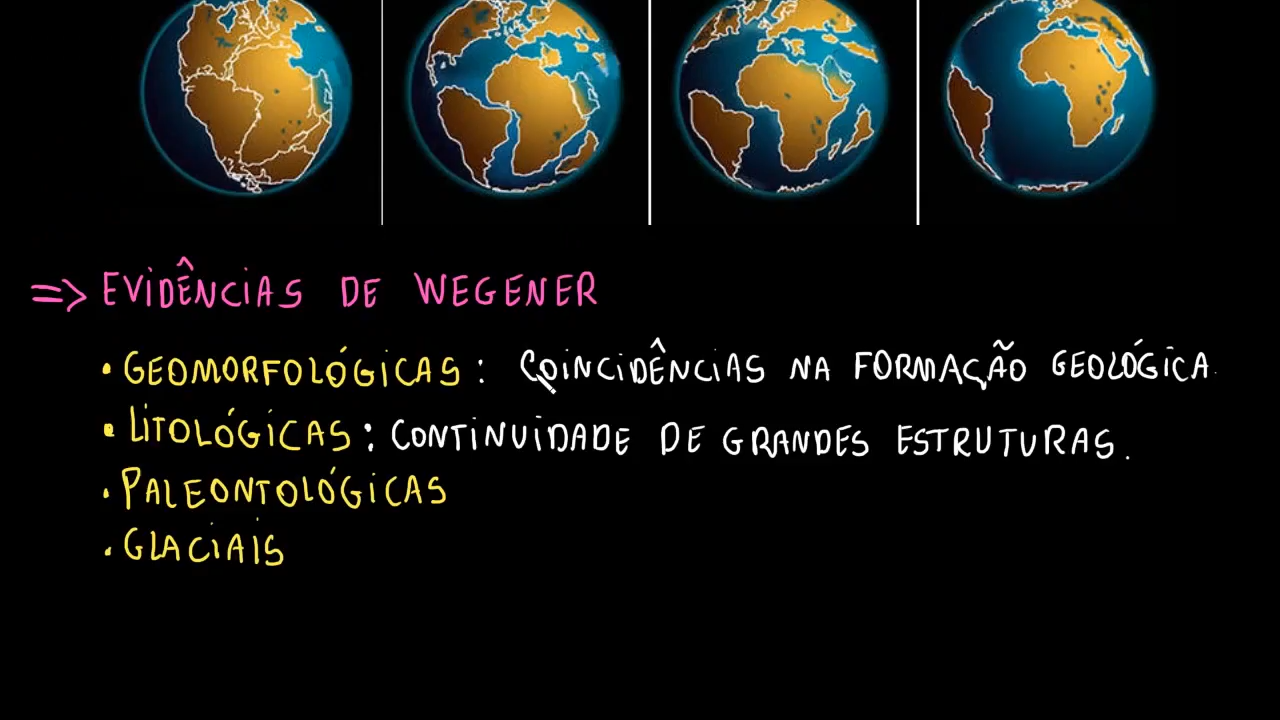 => EVIDÊNCIAS DE WEGENER
• GEOMORFOLÓGICAS: COINCIDÊNCIAS NA FORMAÇÃO GEOLÓGICA.
• LITOLÓGICAS: CONTINUIDADE DE GRANDES ESTRUTURAS.
• PALEONTOLÓGICAS
• GLACIAIS